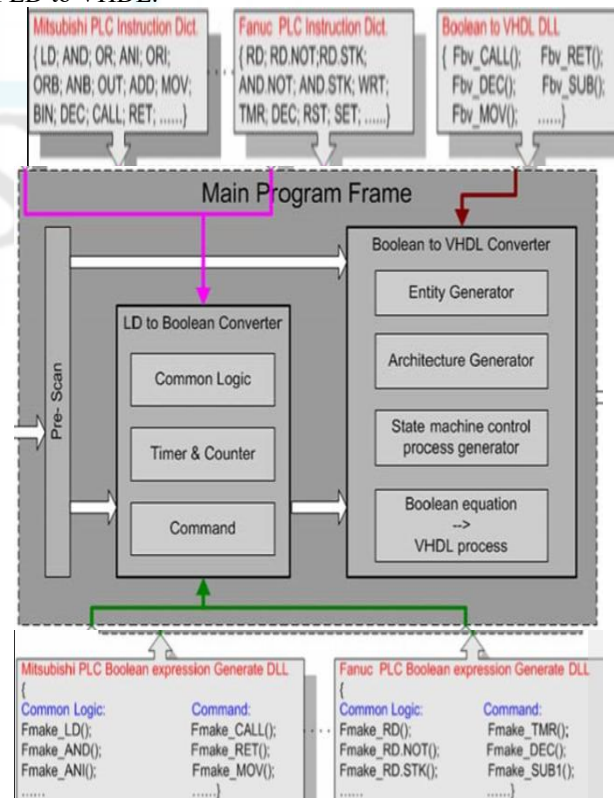 LD to VHDL.
Mitsubishi PLC Instruction Dict.
{ LD; AND; OR; ANI; ORI;
ORB; ANB; OUT; ADD; MOV;
BIN; DEC; CALL; RET; ......}
Fanuc PLC Instruction Dict.
{RD; RD.NOT;RD.STK;
AND.NOT; AND.STK; WRT;
TMR; DEC; RST; SET; .....}
Boolean to VHDL DLL
{ Fbv_CALL(); Fbv_RET();
Fbv_DEC(); Fbv_SUB();
Fbv_MOV(); .....}
Main Program Frame
Pre- Scan
LD to Boolean Converter
Common Logic
Timer & Counter
Command
Boolean to VHDL Converter
Entity Generator
Architecture Generator
State machine control
process generator
Boolean equation
-->
VHDL process
Mitsubishi PLC Boolean expression Generate DLL
{
Common Logic: Command:
Fmake_LD(); Fmake_CALL();
Fmake_AND(); Fmake_RET();
Fmake_ANI(); Fmake_MOV();
...... ......}
Fanuc PLC Boolean expression Generate DLL
{
Common Logic: Command:
Fmake_RD(); Fmake_TMR();
Fmake_RD.NOT(); Fmake_DEC();
Fmake_RD.STK(); Fmake_SUB1();
...... ......}